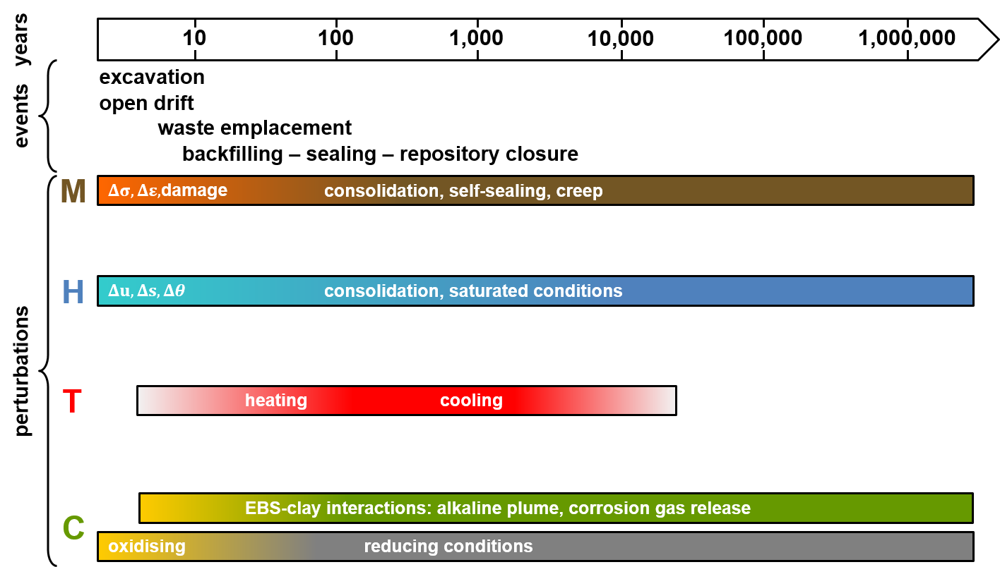 years
10 100 1,000 10,000 100,000 1,000,000
events
excavation
open drift
waste emplacement
backfilling – sealing – repository closure
perturbations
M
Δσ, Δε,damage consolidation, self-sealing, creep
H
Δu, Δs, Δθ consolidation, saturated conditions
T
heating cooling
C
EBS-clay interactions: alkaline plume, corrosion gas release
oxidising reducing conditions